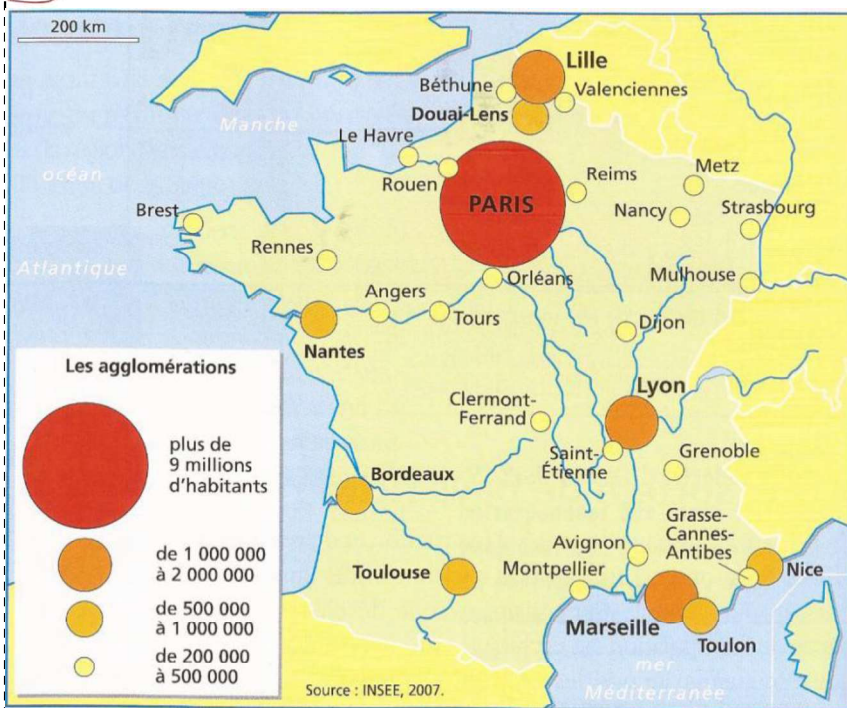 200 km
Lille
Béthune
Valenciennes
Douai-Lens
Manche
Le Havre
océan
Rouen
Reims
Metz
PARIS
Nancy
Strasbourg
Brest
Rennes
Atlantique
Orléans
Mulhouse
Angers
Tours
Dijon
Nantes
Les agglomérations
Lyon
Clermont-
Ferrand
plus de
9 millions
d'habitants
Saint-
Étienne
Grenoble
Bordeaux
Grasse-
Cannes-
Antibes
de 1 000 000
à 2 000 000
Avignon
Toulouse
Montpellier
Nice
de 500 000
à 1 000 000
Marseille
Toulon
de 200 000
à 500 000
mer
Méditerranée
Source : INSEE, 2007.